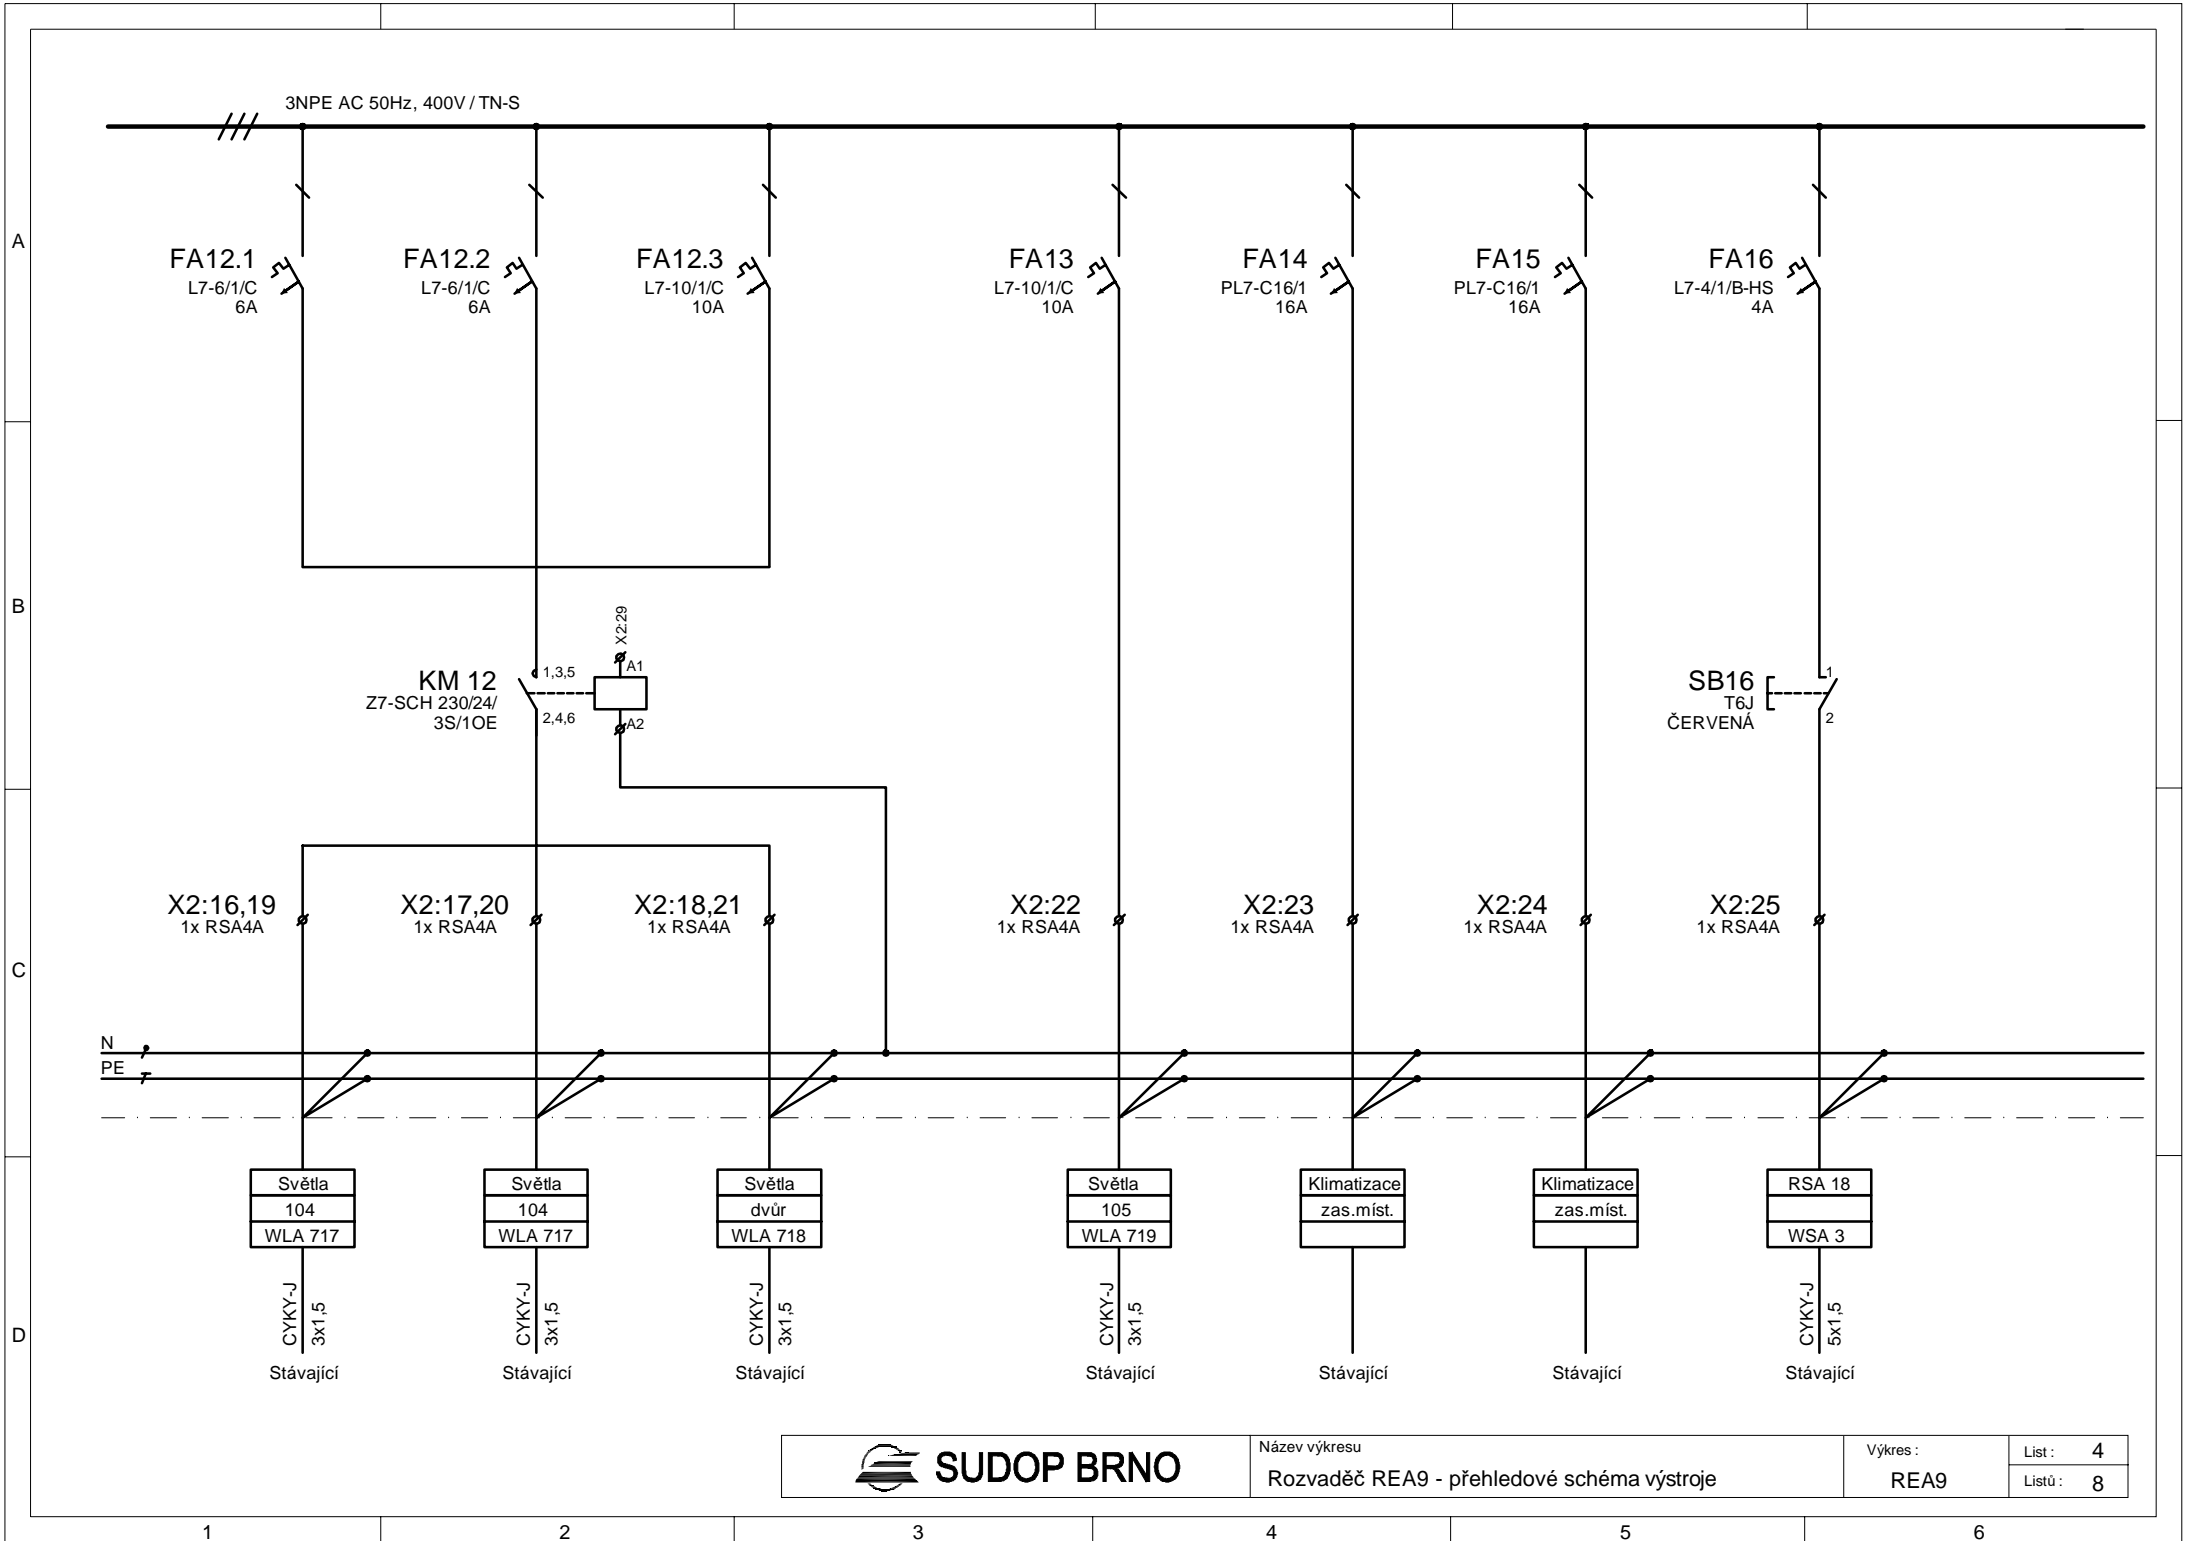 3NPE AC 50Hz, 400V / TN-S
A
FA12.1
L7-6/1/C
6A
FA12.2
L7-6/1/C
6A
FA12.3
L7-10/1/C
10A
FA13
L7-10/1/C
10A
FA14
PL7-C16/1
16A
FA15
PL7-C16/1
16A
FA16
L7-4/1/B-HS
4A
B
KM 12
Z7-SCH 230/24/
3S/1OE
1,3,5
2,4,6
X2:29
A1
A2
SB16
T6J
ČERVENÁ
1
2
X2:16,19
1x RSA4A
X2:17,20
1x RSA4A
X2:18,21
1x RSA4A
X2:22
1x RSA4A
X2:23
1x RSA4A
X2:24
1x RSA4A
X2:25
1x RSA4A
C
N
PE
Světla
104
WLA 717
Světla
104
WLA 717
Světla
dvůr
WLA 718
Světla
105
WLA 719
Klimatizace
zas.míst.
Klimatizace
zas.míst.
RSA 18
WSA 3
D
CYKY-J
3x1,5
CYKY-J
3x1,5
CYKY-J
3x1,5
CYKY-J
3x1,5
CYKY-J
5x1,5
Stávající
Stávající
Stávající
Stávající
Stávající
Stávající
Stávající
SUDOP BRNO
Název výkresu
Rozvaděč REA9 - přehledové schéma výstroje
Výkres :
REA9
List : 4
Listů : 8
1
2
3
4
5
6